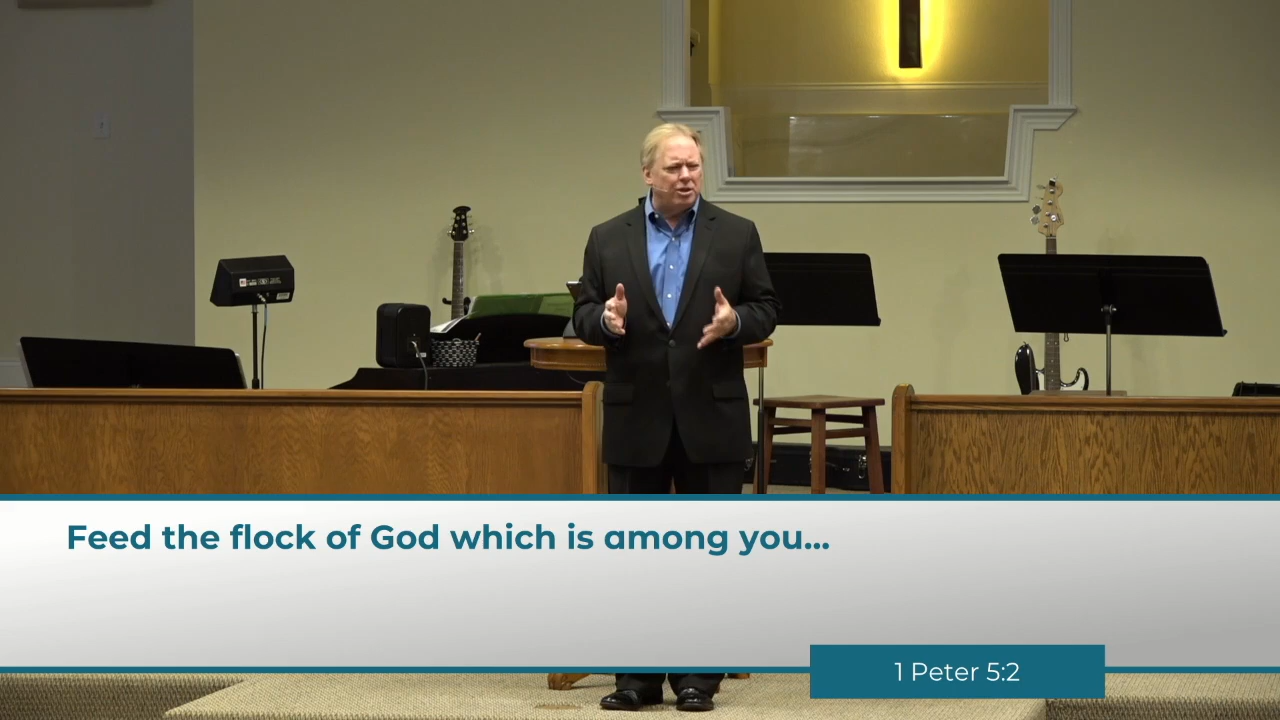 Feed the flock of God which is among you...
1 Peter 5:2